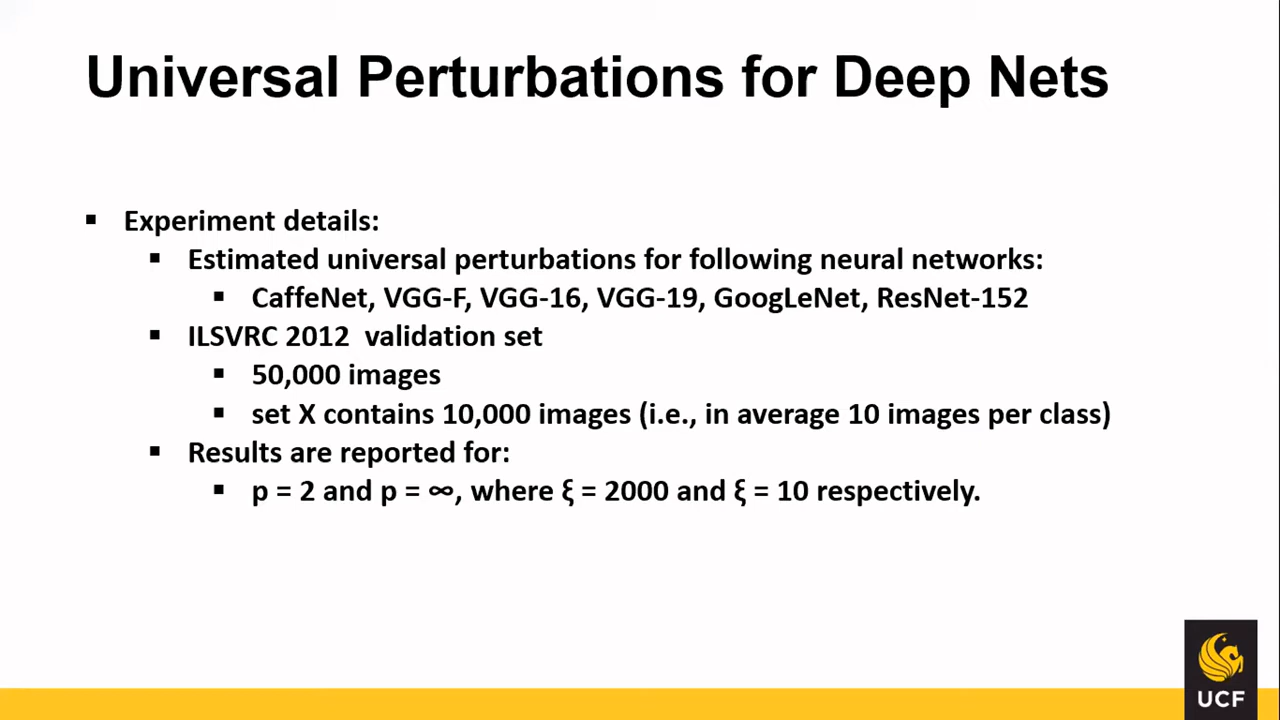 Universal Perturbations for Deep Nets
▪ Experiment details:
▪ Estimated universal perturbations for following neural networks:
▪ CaffeNet, VGG-F, VGG-16, VGG-19, GoogLeNet, ResNet-152
▪ ILSVRC 2012  validation set
▪ 50,000 images
▪ set X contains 10,000 images (i.e., in average 10 images per class)
▪ Results are reported for:
▪ p = 2 and p = ∞, where ξ = 2000 and ξ = 10 respectively.
UCF